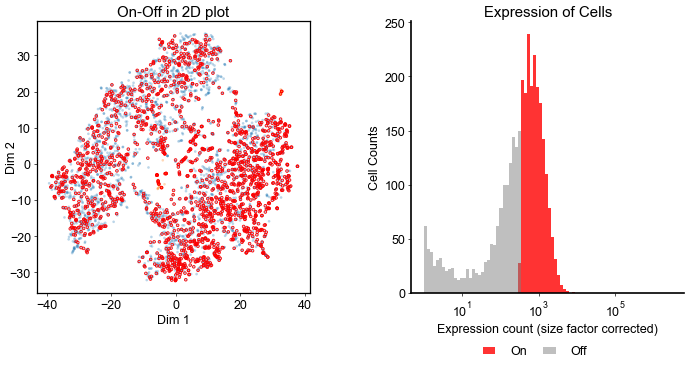 On-Off in 2D plot
Dim 2
30
20
10
0
−10
−20
−30
−40
−20
0
20
40
Dim 1
Expression of Cells
Cell Counts
250
200
150
100
50
0
10^1
10^3
10^5
Expression count (size factor corrected)
On
Off